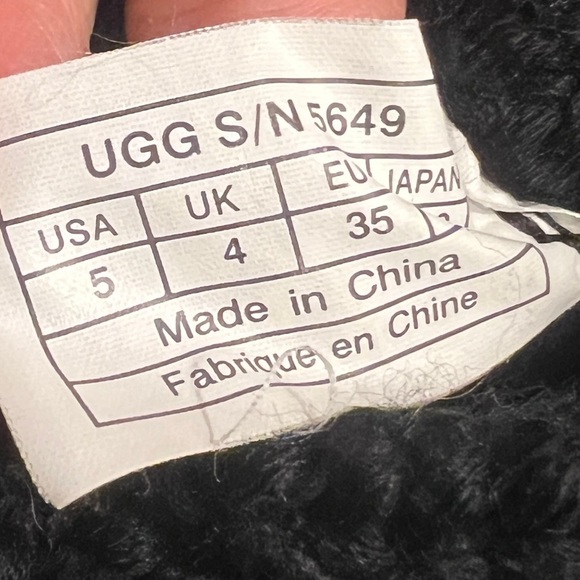 UGG S/N 5649
USA UK EU JAPAN
5 4 35
Made in China
Fabrique en Chine